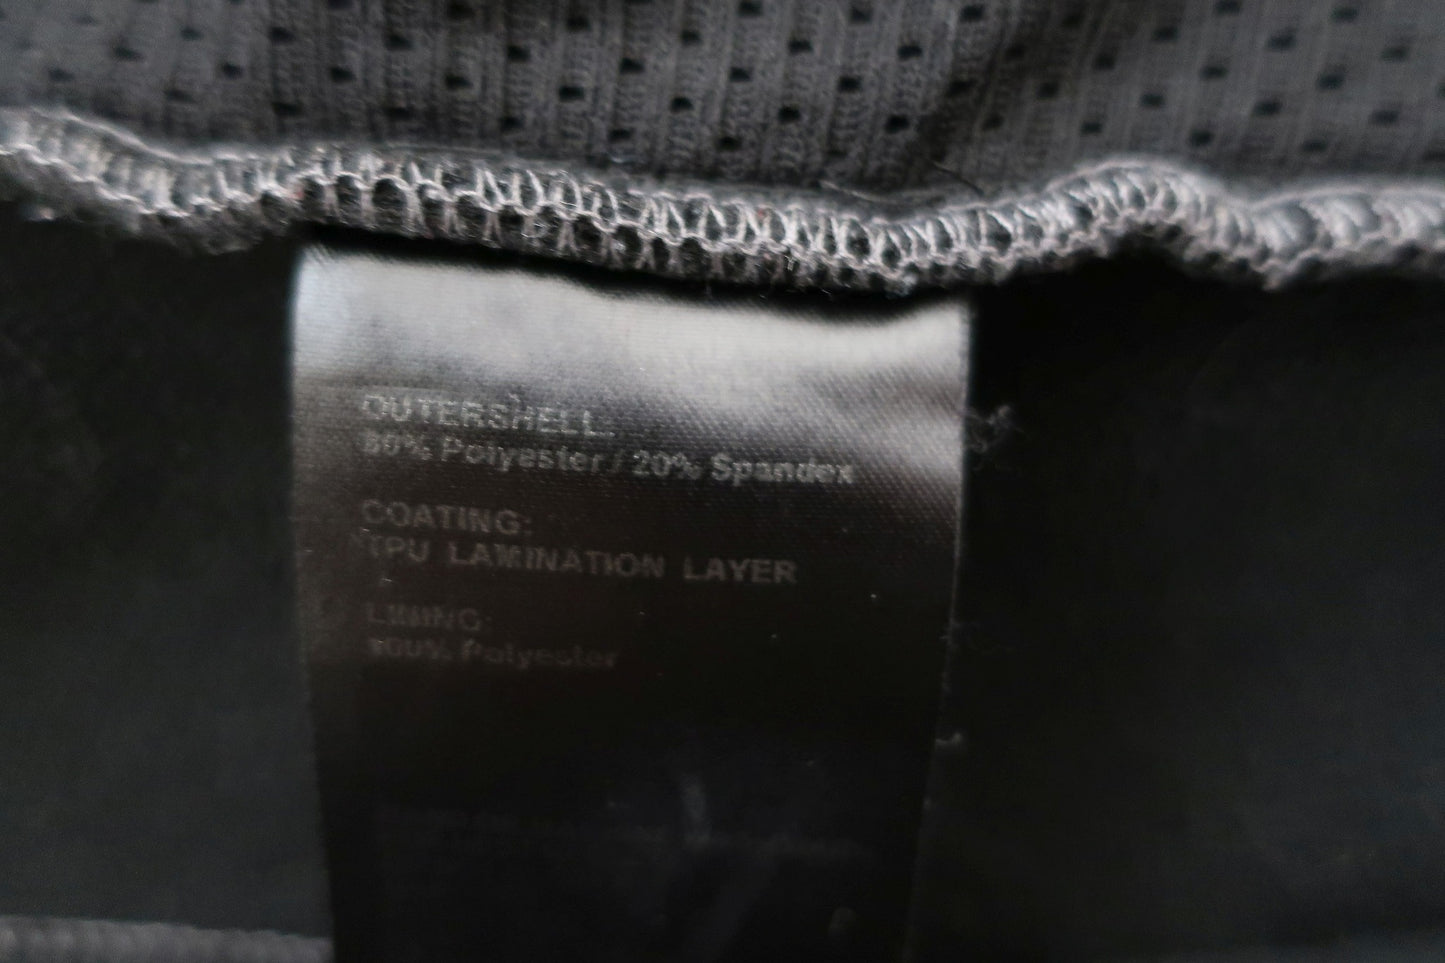 OUTERSHELL:
80% Polyester / 20% Spandex
COATING:
TPU LAMINATION LAYER
LINING:
100% Polyester